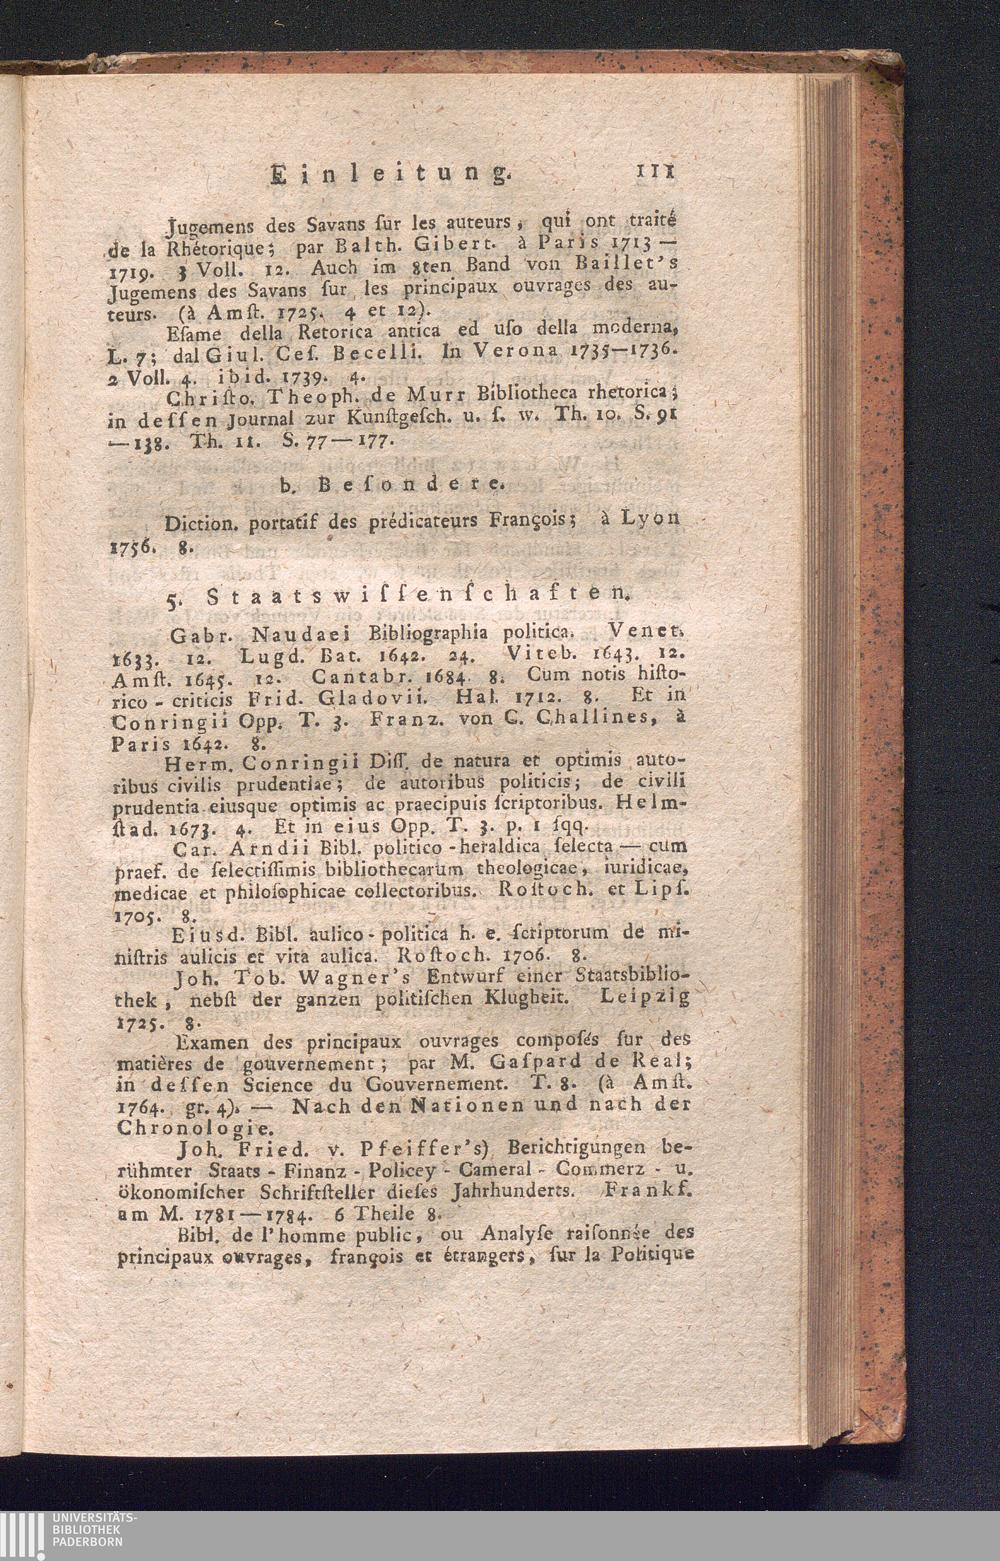 Einleitung. 111
Jugemens des Savans ſur les auteurs, qui ont traité
de la Rhétorique; par Balth. Gibert. à Paris 1713 —
1719. 3 Voll. 12. Auch im 8ten Band von Baillet's
Jugemens des Savans ſur les principaux ouvrages des au-
teurs. (à Amſt. 1725. 4 et 12).
Eſame della Retorica antica ed uſo della moderna,
L. 7; dal Giul. Ceſ. Becelli. In Verona 1735—1736.
2 Voll. 4. ibid. 1739. 4.
Chriſto. Theoph. de Murr Bibliotheca rhetorica;
in deſſen Journal zur Kunſtgeſch. u. ſ. w. Th. 10. S. 91
—138. Th. 11. S. 77—177.
b. Beſondere.
Diction. portatif des prédicateurs François; à Lyon
1756. 8.
5. Staatswiſſenſchaften.
Gabr. Naudaei Bibliographia politica. Venet.
1633. 12. Lugd. Bat. 1642. 24. Viteb. 1643. 12.
Amſt. 1645. 12. Cantabr. 1684. 8. Cum notis hiſto-
rico-criticis Frid. Gladovii. Hal. 1712. 8. Et in
Conringii Opp. T. 3. Franz. von C. Challines, à
Paris 1642. 8.
Herm. Conringii Diſſ. de natura et optimis auto-
ribus civilis prudentiae; de autoribus politicis; de civili
prudentia eiusque optimis ac praecipuis ſcriptoribus. Helm-
ſtad. 1673. 4. Et in eius Opp. T. 3. p. 1 ſqq.
Car. Arndii Bibl. politico-heraldica ſelecta — cum
praef. de ſelectiſſimis bibliothecarum theologicae, iuridicae,
medicae et philoſophicae collectoribus. Roſtoch. et Lipſ.
1705. 8.
Eiusd. Bibl. aulico-politica h. e. ſcriptorum de mi-
niſtris aulicis et vita aulica. Roſtoch. 1706. 8.
Joh. Tob. Wagner's Entwurf einer Staatsbiblio-
thek, nebſt der ganzen politiſchen Klugheit. Leipzig
1725. 8.
Examen des principaux ouvrages compoſés ſur des
matières de gouvernement; par M. Gaſpard de Real;
in deſſen Science du Gouvernement. T. 8. (à Amſt.
1764. gr. 4). — Nach den Nationen und nach der
Chronologie.
Joh. Fried. v. Pfeiffer's) Berichtigungen be-
rühmter Staats-Finanz-Policey-Cameral-Commerz- u.
ökonomiſcher Schriftſteller dieſes Jahrhunderts. Frankf.
am M. 1781—1784. 6 Theile 8.
Bibl. de l'homme public, ou Analyſe raiſonnée des
principaux ouvrages, françois et étrangers, ſur la Politique
UNIVERSITÄTS-
BIBLIOTHEK
PADERBORN